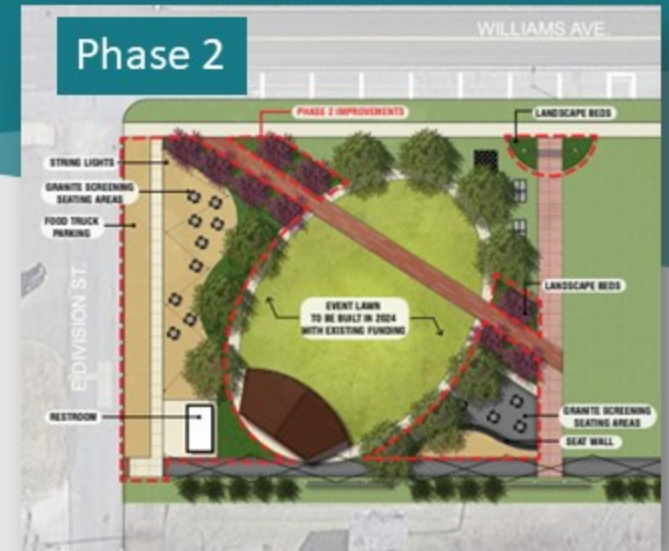 Phase 2
WILLIAMS AVE.
PHASE 2 IMPROVEMENTS
LANDSCAPE BEDS
STRING LIGHTS
GRANITE SCREENING
SEATING AREAS
FOOD TRUCK
PARKING
E DIVISION ST.
LANDSCAPE BEDS
EVENT LAWN
TO BE BUILT IN 2024
WITH EXISTING FUNDING
RESTROOM
GRANITE SCREENING
SEATING AREAS
SEAT WALL